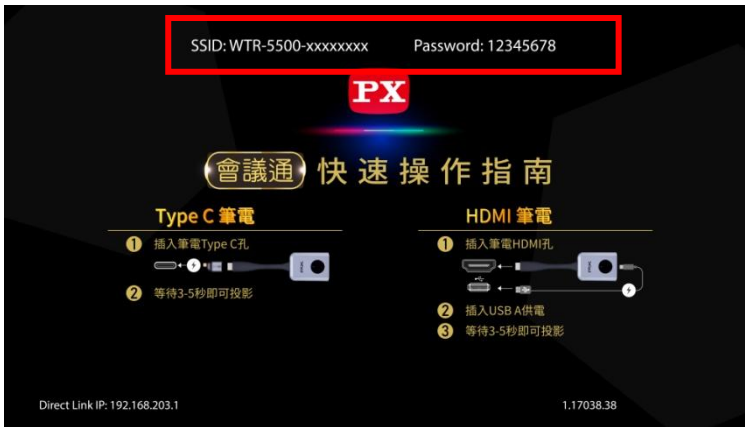 SSID: WTR-5500-xxxxxxxx Password: 12345678
PX
會議通 快速操作指南
Type C 筆電
1 插入筆電Type C孔
2 等待3-5秒即可投影
HDMI 筆電
1 插入筆電HDMI孔
2 插入USB A供電
3 等待3-5秒即可投影
Direct Link IP: 192.168.203.1
1.17038.38